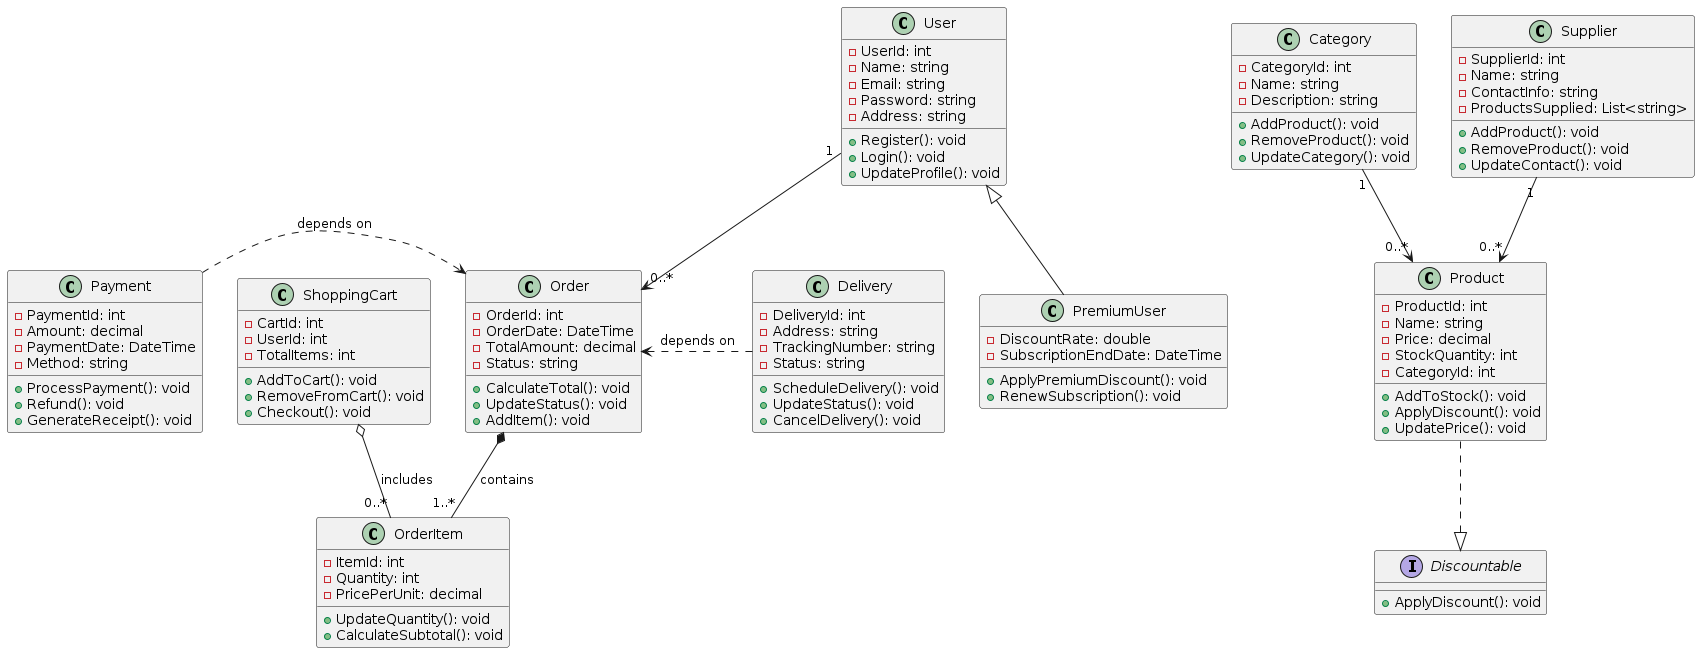 C User
UserId: int
Name: string
Email: string
Password: string
Address: string
Register(): void
Login(): void
UpdateProfile(): void
C Category
CategoryId: int
Name: string
Description: string
AddProduct(): void
RemoveProduct(): void
UpdateCategory(): void
C Supplier
SupplierId: int
Name: string
ContactInfo: string
ProductsSupplied: List<string>
AddProduct(): void
RemoveProduct(): void
UpdateContact(): void
1
0..*
1
0..*
1
0..*
depends on
C Payment
PaymentId: int
Amount: decimal
PaymentDate: DateTime
Method: string
ProcessPayment(): void
Refund(): void
GenerateReceipt(): void
C ShoppingCart
CartId: int
UserId: int
TotalItems: int
AddToCart(): void
RemoveFromCart(): void
Checkout(): void
C Order
OrderId: int
OrderDate: DateTime
TotalAmount: decimal
Status: string
CalculateTotal(): void
UpdateStatus(): void
AddItem(): void
depends on
C Delivery
DeliveryId: int
Address: string
TrackingNumber: string
Status: string
ScheduleDelivery(): void
UpdateStatus(): void
CancelDelivery(): void
C PremiumUser
DiscountRate: double
SubscriptionEndDate: DateTime
ApplyPremiumDiscount(): void
RenewSubscription(): void
C Product
ProductId: int
Name: string
Price: decimal
StockQuantity: int
CategoryId: int
AddToStock(): void
ApplyDiscount(): void
UpdatePrice(): void
includes
0..*
contains
1..*
C OrderItem
ItemId: int
Quantity: int
PricePerUnit: decimal
UpdateQuantity(): void
CalculateSubtotal(): void
I Discountable
ApplyDiscount(): void